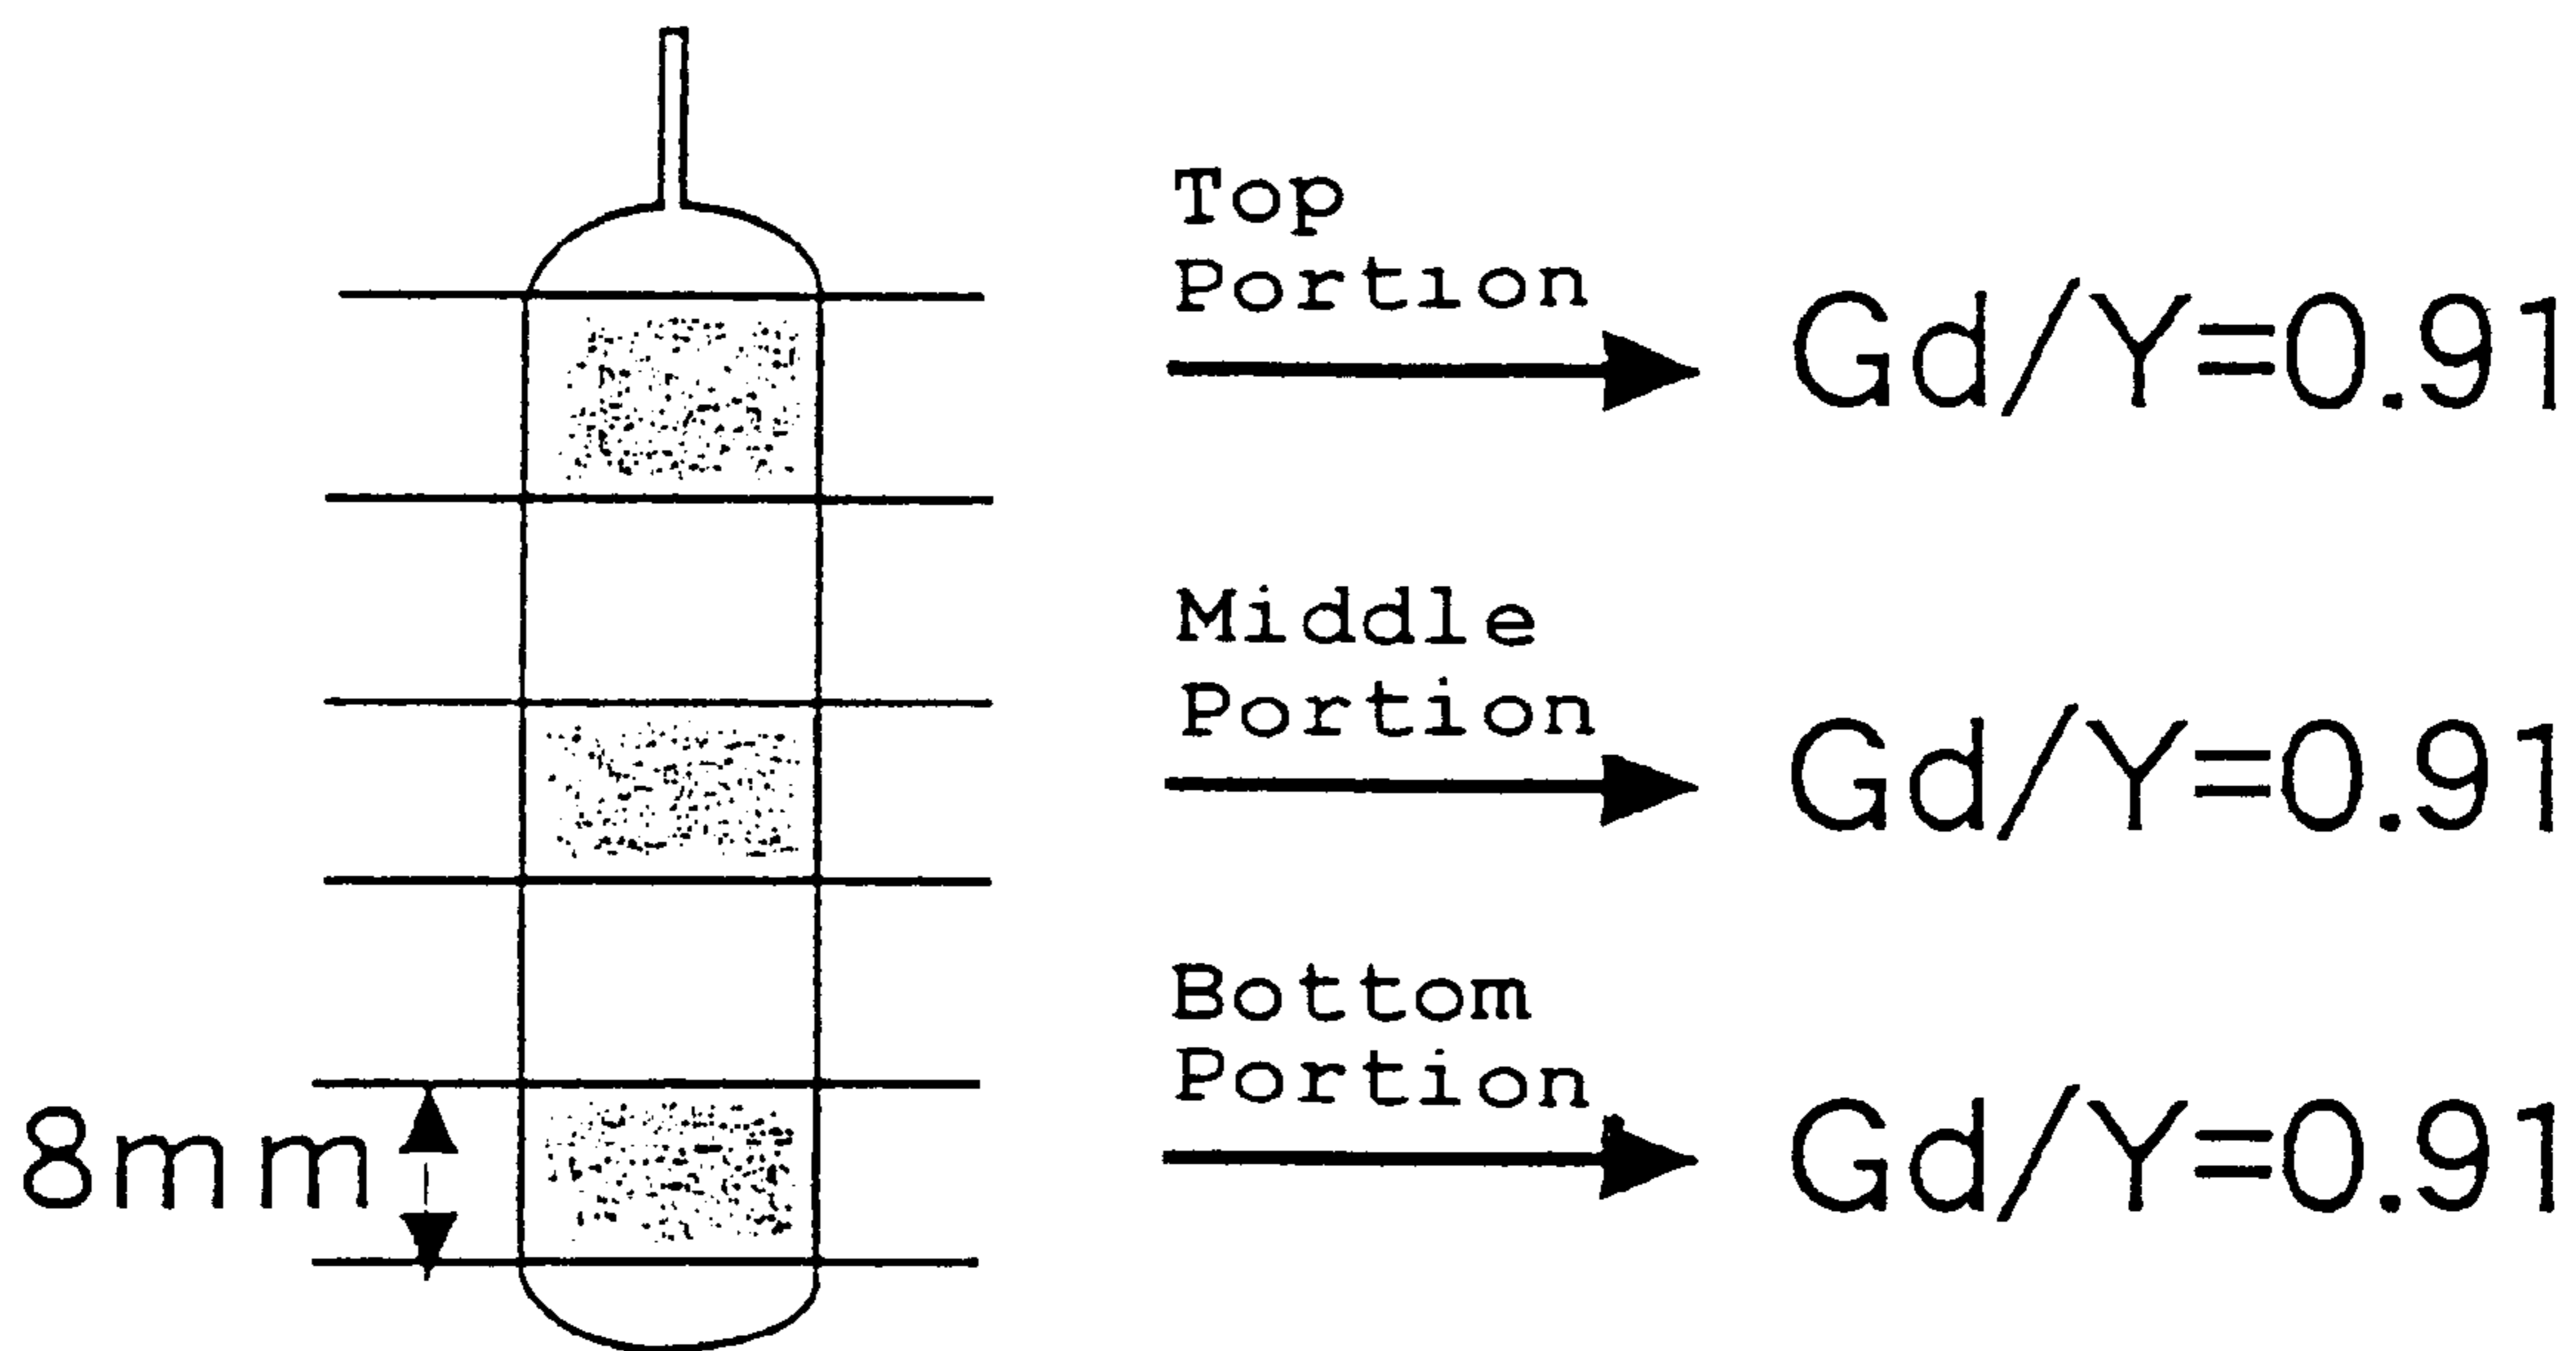 Top
Portion
Gd/Y=0.91
Middle
Portion
Gd/Y=0.91
Bottom
Portion
8mm
Gd/Y=0.91